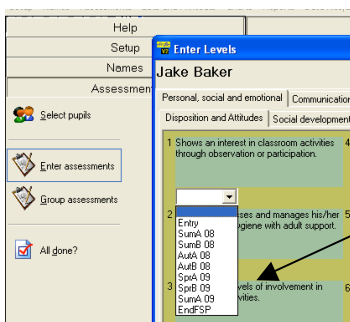 Help
Setup
Names
Assessmen
Select pupils
Enter assessments
Group assessments
All done?
Enter Levels
Jake Baker
Personal, social and emotional
Communication
Disposition and Attitudes
Social development
1 Shows an interest in classroom activities
through observation or participation.
4
2
sses and manages his/her
ygiene with adult support.
5
Entry
SumA 08
SumB 08
AutA 08
AutB 08
SprA 09
SprB 09
SumA 09
EndFSP
3
vels of involvement in
vities.
6